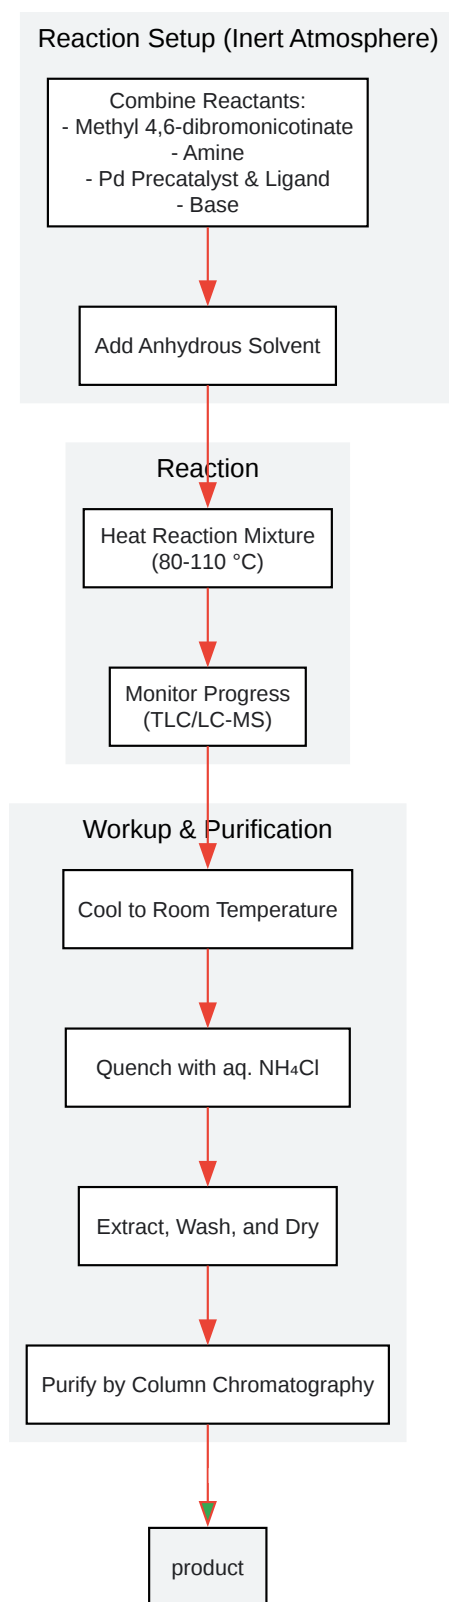 Reaction Setup (Inert Atmosphere)
Combine Reactants:
- Methyl 4,6-dibromonicotinate
- Amine
- Pd Precatalyst & Ligand
- Base
Add Anhydrous Solvent
Reaction
Heat Reaction Mixture
(80-110 °C)
Monitor Progress
(TLC/LC-MS)
Workup & Purification
Cool to Room Temperature
Quench with aq. NH₄Cl
Extract, Wash, and Dry
Purify by Column Chromatography
product